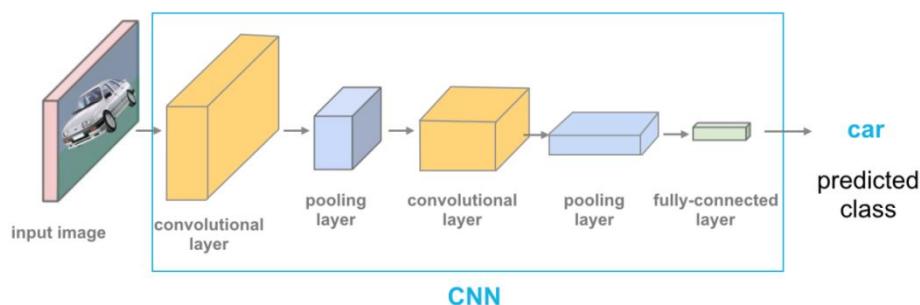 input image
convolutional
layer
pooling
layer
convolutional
layer
pooling
layer
fully-connected
layer
car
predicted
class
CNN